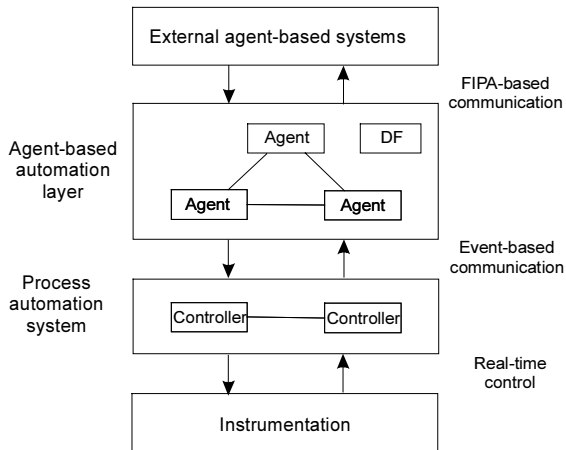 External agent-based systems
FIPA-based
communication
Agent-based
automation
layer
Agent
DF
Agent
Agent
Event-based
communication
Process
automation
system
Controller
Controller
Real-time
control
Instrumentation